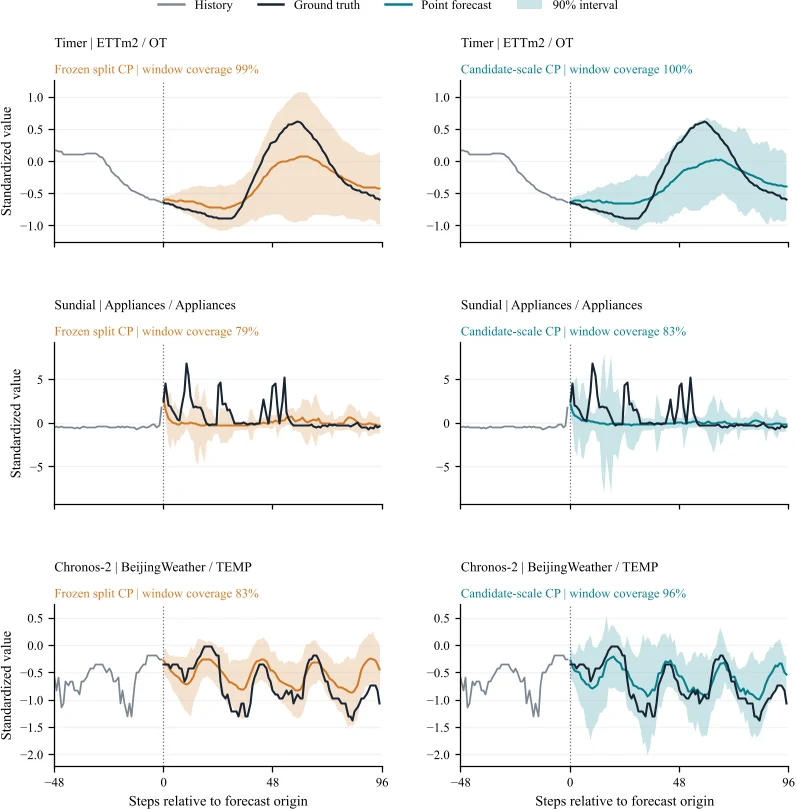 History Ground truth Point forecast 90% interval
Timer | ETTm2 / OT
Frozen split CP | window coverage 99%
Standardized value
1.0
0.5
0.0
−0.5
−1.0
Timer | ETTm2 / OT
Candidate-scale CP | window coverage 100%
1.0
0.5
0.0
−0.5
−1.0
Sundial | Appliances / Appliances
Frozen split CP | window coverage 79%
Standardized value
5
0
−5
Sundial | Appliances / Appliances
Candidate-scale CP | window coverage 83%
5
0
−5
Chronos-2 | BeijingWeather / TEMP
Frozen split CP | window coverage 83%
Standardized value
0.5
0.0
−0.5
−1.0
−1.5
−2.0
−48 0 48 96
Steps relative to forecast origin
Chronos-2 | BeijingWeather / TEMP
Candidate-scale CP | window coverage 96%
0.5
0.0
−0.5
−1.0
−1.5
−2.0
−48 0 48 96
Steps relative to forecast origin